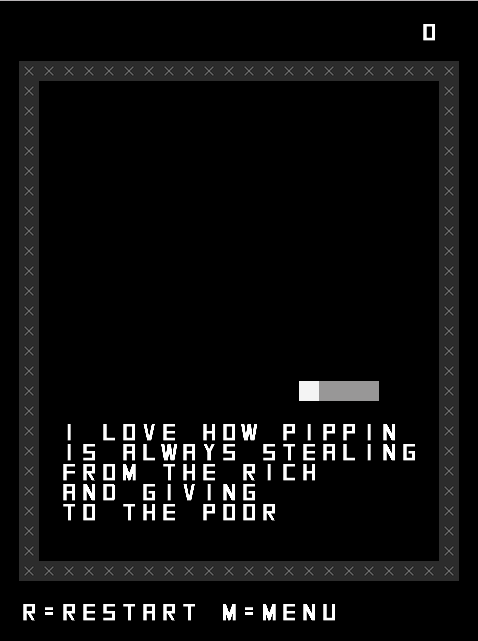 0
I LOVE HOW PIPPIN
IS ALWAYS STEALING
FROM THE RICH
AND GIVING
TO THE POOR
R=RESTART M=MENU